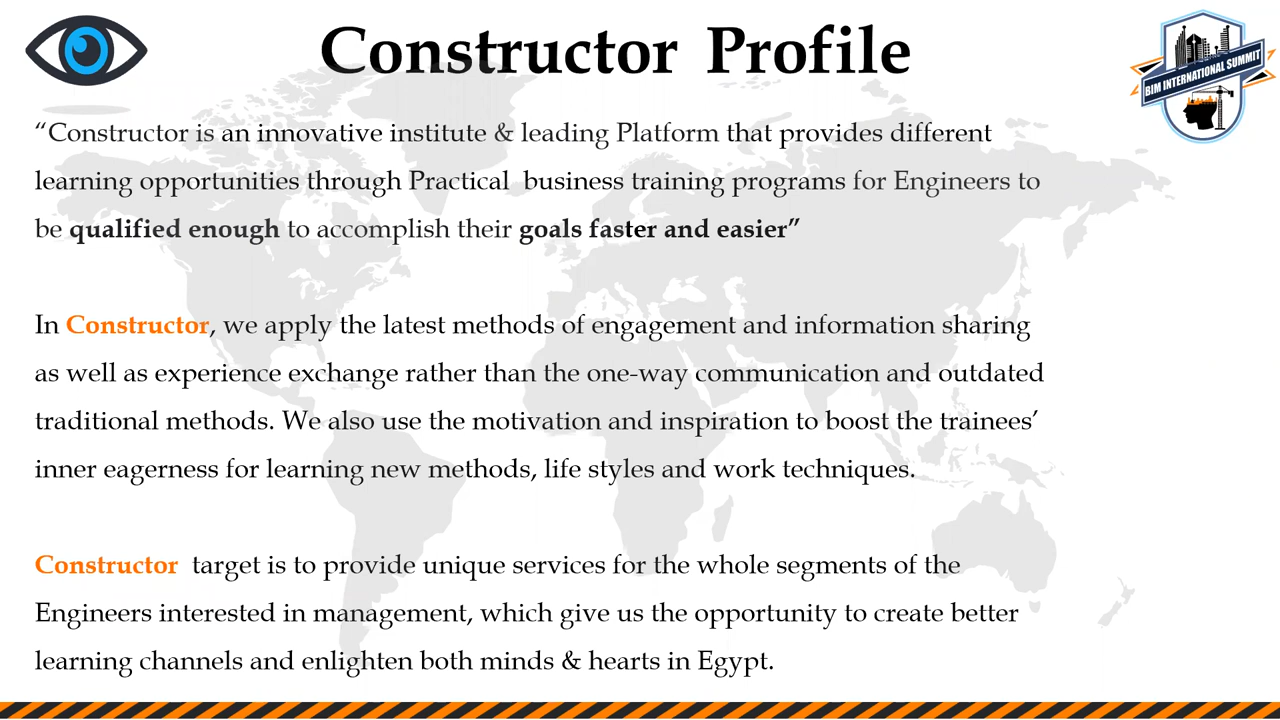 Constructor Profile
BIM INTERNATIONAL SUMMIT
“Constructor is an innovative institute & leading Platform that provides different
learning opportunities through Practical business training programs for Engineers to
be qualified enough to accomplish their goals faster and easier”
In Constructor, we apply the latest methods of engagement and information sharing
as well as experience exchange rather than the one-way communication and outdated
traditional methods. We also use the motivation and inspiration to boost the trainees’
inner eagerness for learning new methods, life styles and work techniques.
Constructor target is to provide unique services for the whole segments of the
Engineers interested in management, which give us the opportunity to create better
learning channels and enlighten both minds & hearts in Egypt.